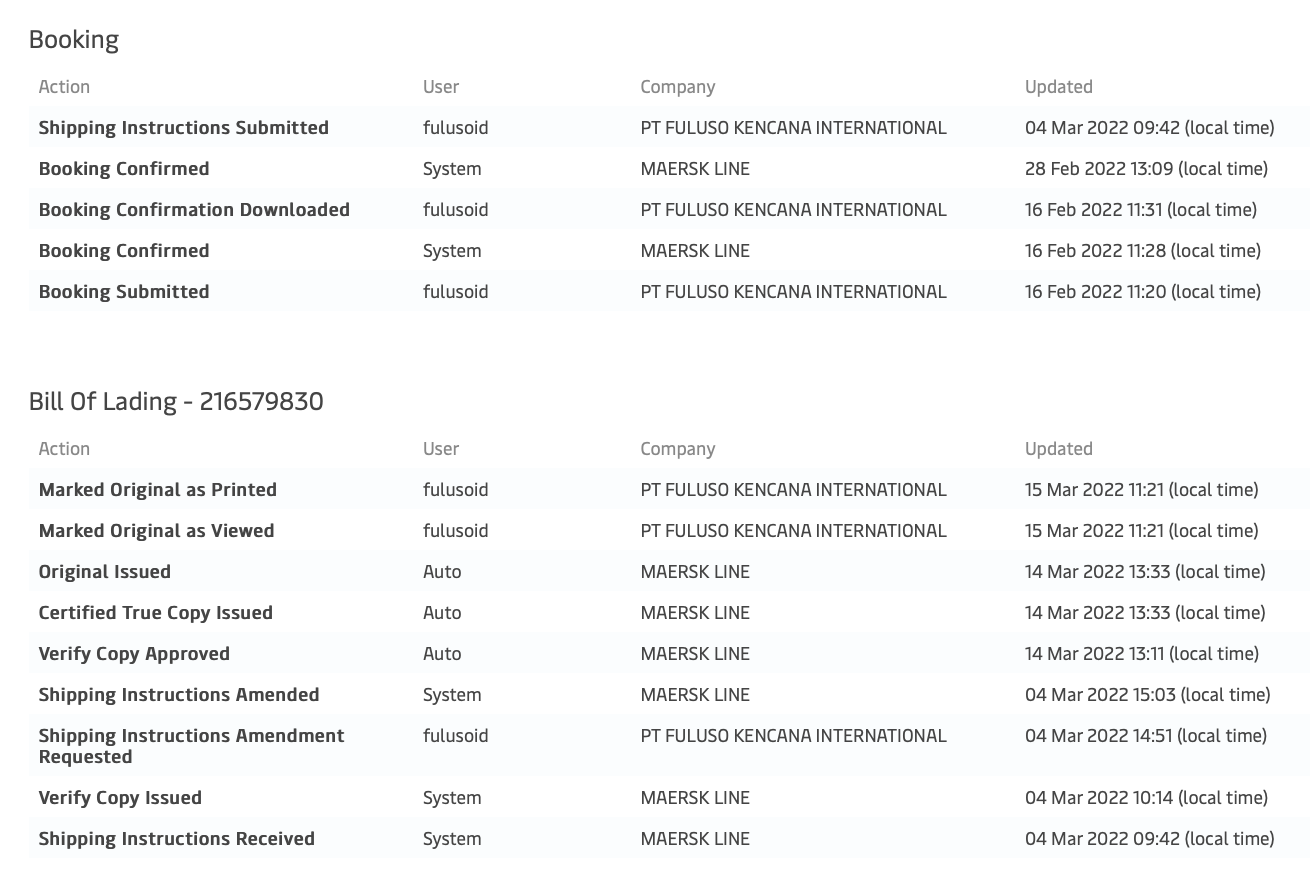 Booking
Action User Company Updated
Shipping Instructions Submitted fulusoid PT FULUSO KENCANA INTERNATIONAL 04 Mar 2022 09:42 (local time)
Booking Confirmed System MAERSK LINE 28 Feb 2022 13:09 (local time)
Booking Confirmation Downloaded fulusoid PT FULUSO KENCANA INTERNATIONAL 16 Feb 2022 11:31 (local time)
Booking Confirmed System MAERSK LINE 16 Feb 2022 11:28 (local time)
Booking Submitted fulusoid PT FULUSO KENCANA INTERNATIONAL 16 Feb 2022 11:20 (local time)
Bill Of Lading - 216579830
Action User Company Updated
Marked Original as Printed fulusoid PT FULUSO KENCANA INTERNATIONAL 15 Mar 2022 11:21 (local time)
Marked Original as Viewed fulusoid PT FULUSO KENCANA INTERNATIONAL 15 Mar 2022 11:21 (local time)
Original Issued Auto MAERSK LINE 14 Mar 2022 13:33 (local time)
Certified True Copy Issued Auto MAERSK LINE 14 Mar 2022 13:33 (local time)
Verify Copy Approved Auto MAERSK LINE 14 Mar 2022 13:11 (local time)
Shipping Instructions Amended System MAERSK LINE 04 Mar 2022 15:03 (local time)
Shipping Instructions Amendment fulusoid PT FULUSO KENCANA INTERNATIONAL 04 Mar 2022 14:51 (local time)
Requested
Verify Copy Issued System MAERSK LINE 04 Mar 2022 10:14 (local time)
Shipping Instructions Received System MAERSK LINE 04 Mar 2022 09:42 (local time)